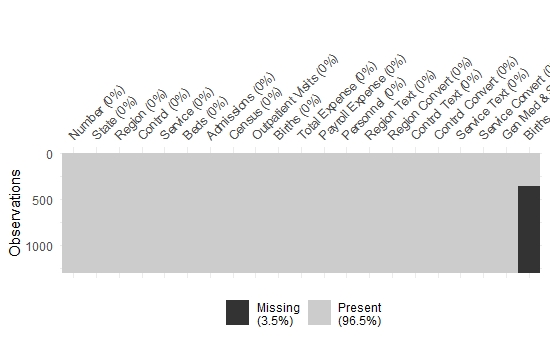 Number (0%)
State (0%)
Region (0%)
Control (0%)
Service (0%)
Beds (0%)
Admissions (0%)
Census (0%)
Outpatient Visits (0%)
Births (0%)
Total Expense (0%)
Payroll Expense (0%)
Personnel (0%)
Region Text (0%)
Region Convert (0%)
Control Text (0%)
Control Convert (0%)
Service Text (0%)
Service Convert (0%)
Gen Med & S
Births
Observations
0
500
1000
Missing
(3.5%)
Present
(96.5%)